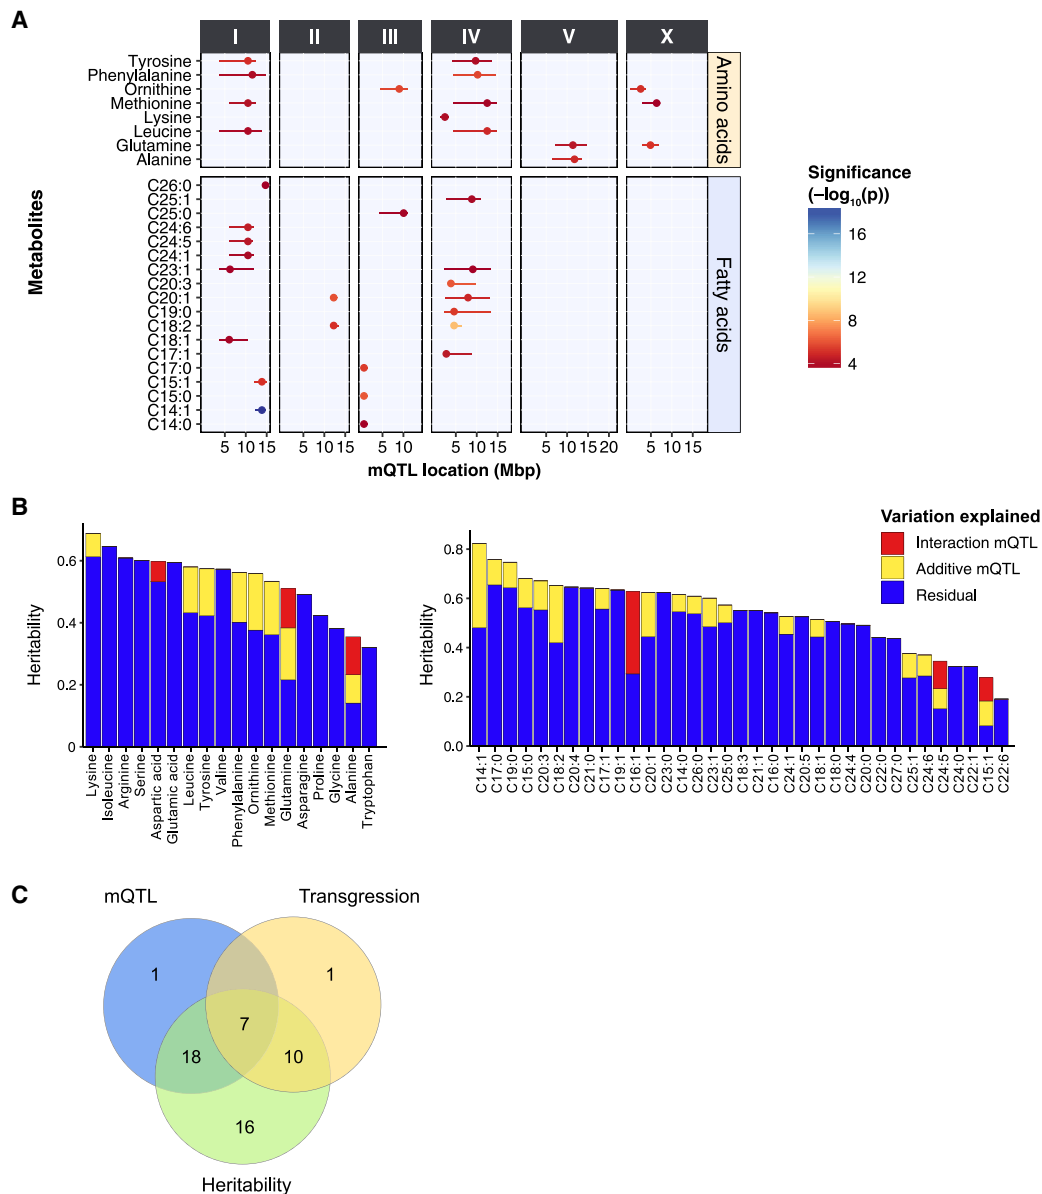 A
I II III IV V X
Tyrosine
Phenylalanine
Ornithine
Methionine
Lysine
Leucine
Glutamine
Alanine
Amino acids
C26:0
C25:1
C25:0
C24:6
C24:5
C24:1
C23:1
C20:3
C20:1
C19:0
C18:2
C18:1
C17:1
C17:0
C15:1
C15:0
C14:1
C14:0
Fatty acids
Metabolites
5 10 15 5 10 15 5 10 5 10 15 5 10 15 20 5 10 15
mQTL location (Mbp)
Significance
(−log10(p))
16
12
8
4
B
Heritability
0.6
0.4
0.2
0
Lysine
Isoleucine
Arginine
Serine
Aspartic acid
Glutamic acid
Leucine
Tyrosine
Valine
Phenylalanine
Ornithine
Methionine
Glutamine
Asparagine
Proline
Glycine
Alanine
Tryptophan
Heritability
0.8
0.6
0.4
0.2
0.0
C14:1
C17:0
C19:0
C15:0
C20:3
C18:2
C20:4
C21:0
C17:1
C19:1
C16:1
C20:1
C23:0
C14:0
C26:0
C23:1
C25:0
C18:3
C21:1
C16:0
C24:1
C20:5
C18:1
C18:0
C24:4
C20:0
C22:0
C27:0
C25:1
C24:6
C24:5
C24:0
C22:1
C15:1
C22:6
Variation explained
Interaction mQTL
Additive mQTL
Residual
C
mQTL
Transgression
1
1
7
18
10
16
Heritability